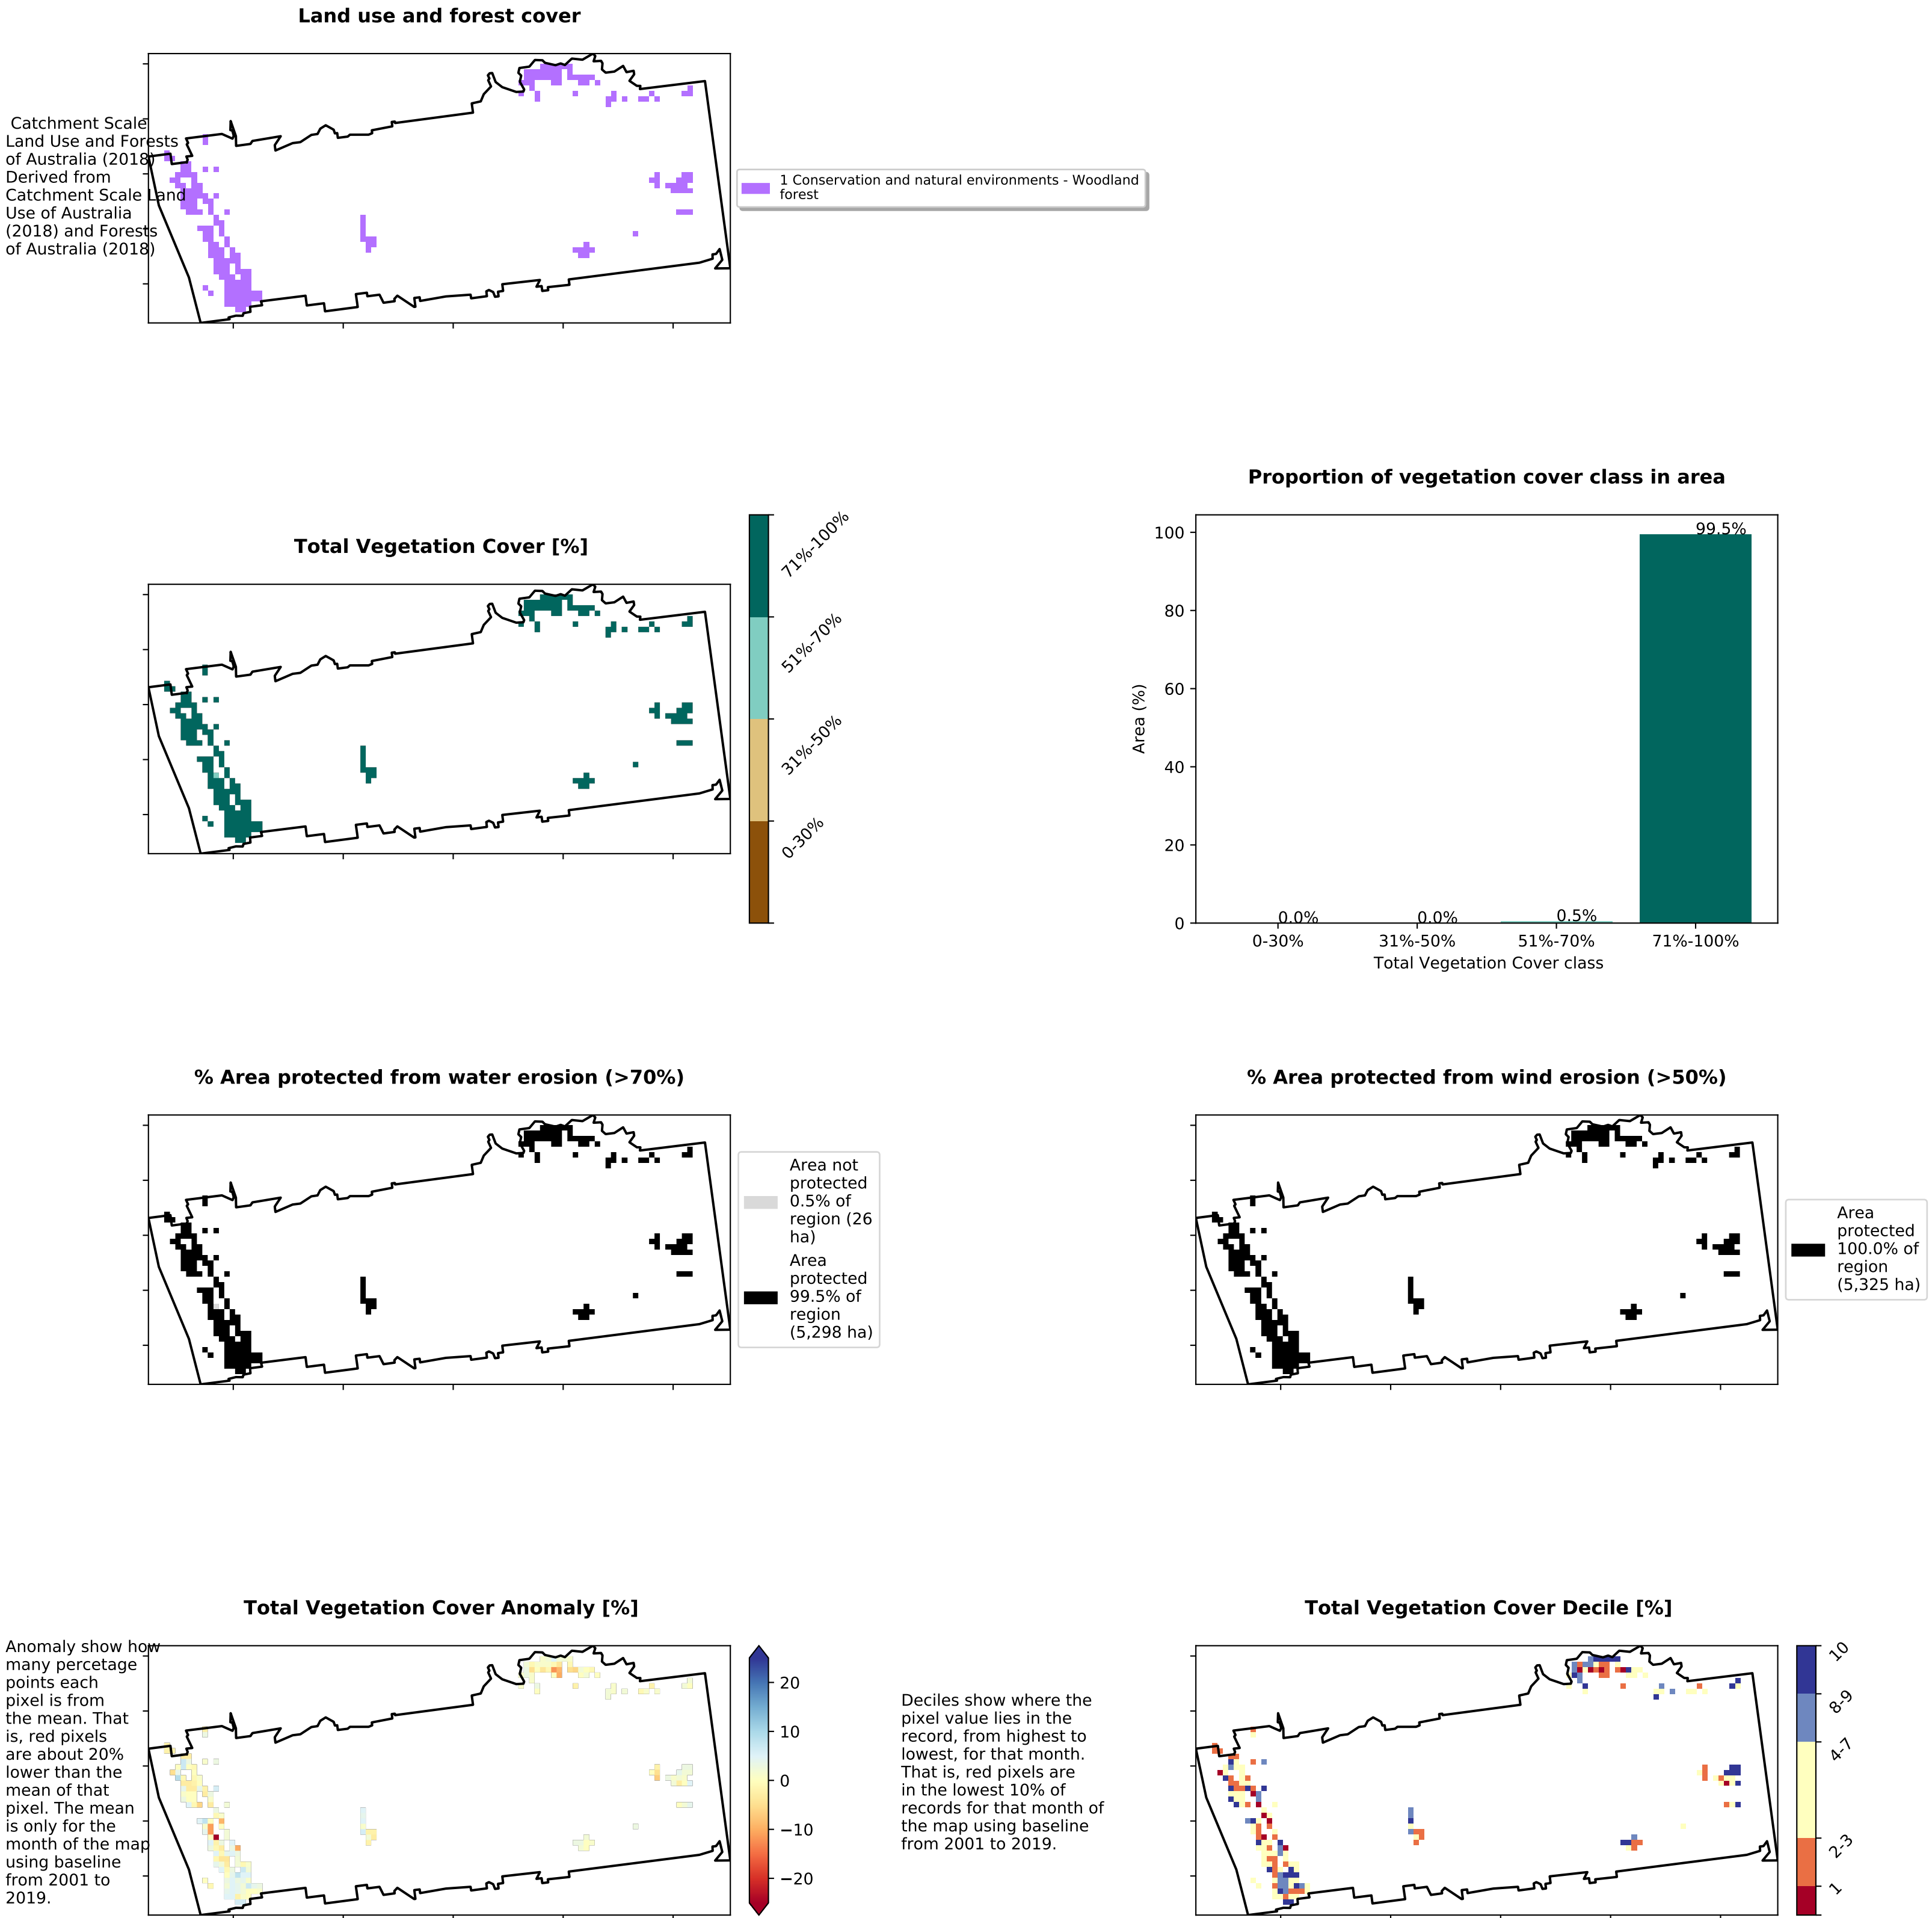 Land use and forest cover
Catchment Scale
Land Use and Forests
of Australia (2018)
Derived from
Catchment Scale Land
Use of Australia
(2018) and Forests
of Australia (2018)
1 Conservation and natural environments - Woodland
forest
Total Vegetation Cover [%]
71%-100%
51%-70%
31%-50%
0-30%
Proportion of vegetation cover class in area
Area (%)
100
80
60
40
20
0
0.0%
0.0%
0.5%
99.5%
0-30%
31%-50%
51%-70%
71%-100%
Total Vegetation Cover class
% Area protected from water erosion (>70%)
Area not
protected
0.5% of
region (26
ha)
Area
protected
99.5% of
region
(5,298 ha)
% Area protected from wind erosion (>50%)
Area
protected
100.0% of
region
(5,325 ha)
Total Vegetation Cover Anomaly [%]
Anomaly show how
many percetage
points each
pixel is from
the mean. That
is, red pixels
are about 20%
lower than the
mean of that
pixel. The mean
is only for the
month of the map
using baseline
from 2001 to
2019.
20
10
0
−10
−20
Total Vegetation Cover Decile [%]
Deciles show where the
pixel value lies in the
record, from highest to
lowest, for that month.
That is, red pixels are
in the lowest 10% of
records for that month of
the map using baseline
from 2001 to 2019.
10
8-9
4-7
2-3
1